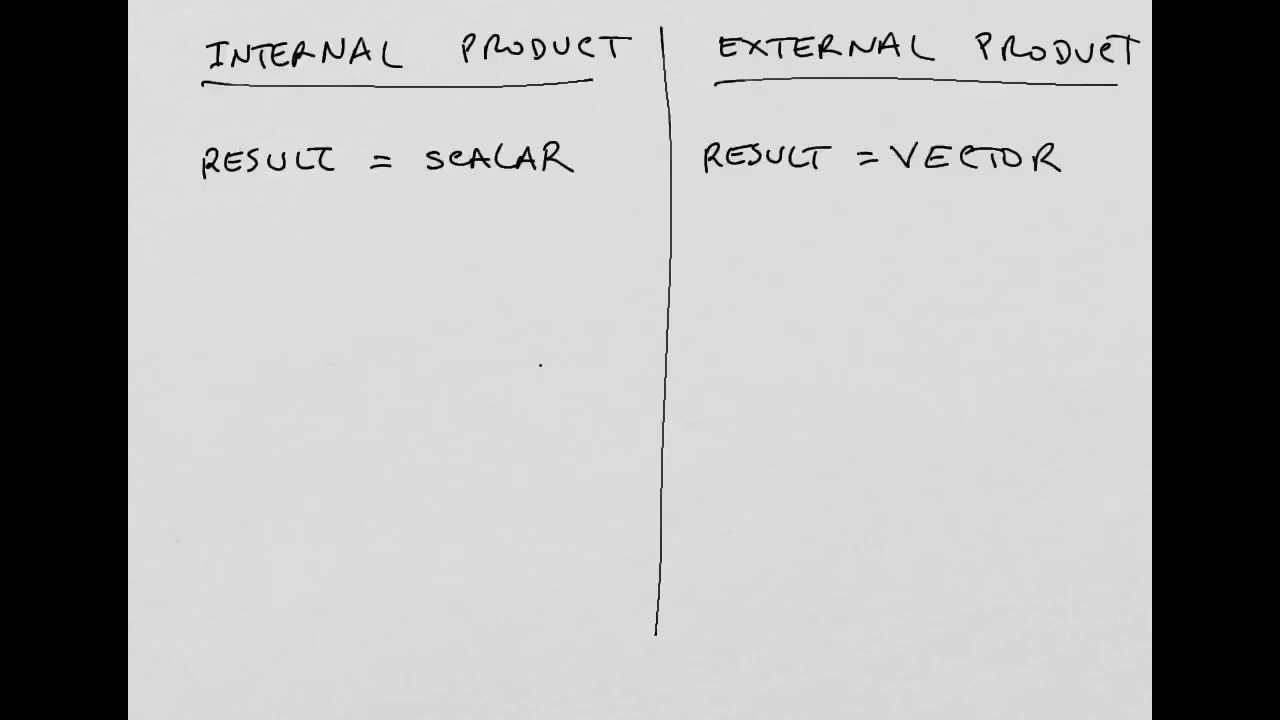 INTERNAL PRODUCT
RESULT = SCALAR
EXTERNAL PRODUCT
RESULT = VECTOR